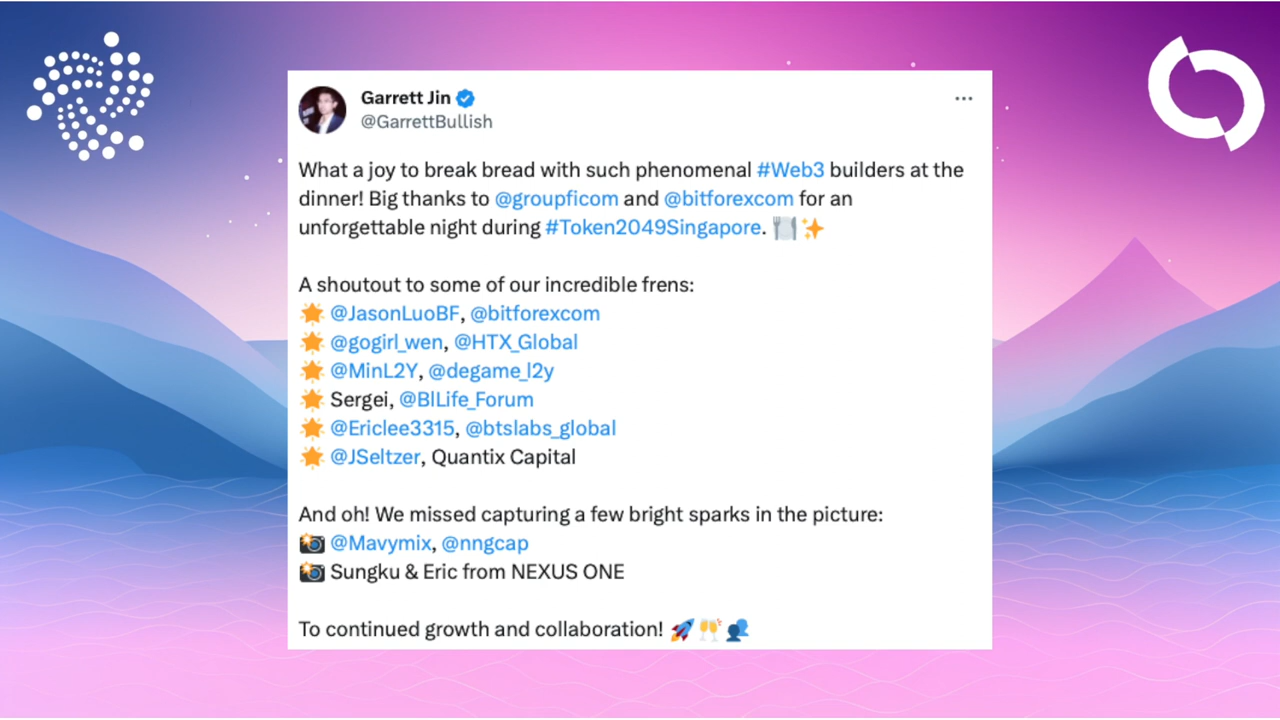 Garrett Jin
@GarrettBullish
What a joy to break bread with such phenomenal #Web3 builders at the
dinner! Big thanks to @groupficom and @bitforexcom for an
unforgettable night during #Token2049Singapore. 🍽️✨
A shoutout to some of our incredible frens:
🌟 @JasonLuoBF, @bitforexcom
🌟 @gogirl_wen, @HTX_Global
🌟 @MinL2Y, @degame_l2y
🌟 Sergei, @BlLife_Forum
🌟 @Ericlee3315, @btslabs_global
🌟 @JSeltzer, Quantix Capital
And oh! We missed capturing a few bright sparks in the picture:
📸 @Mavymix, @nngcap
📸 Sungku & Eric from NEXUS ONE
To continued growth and collaboration! 🚀🥂👥